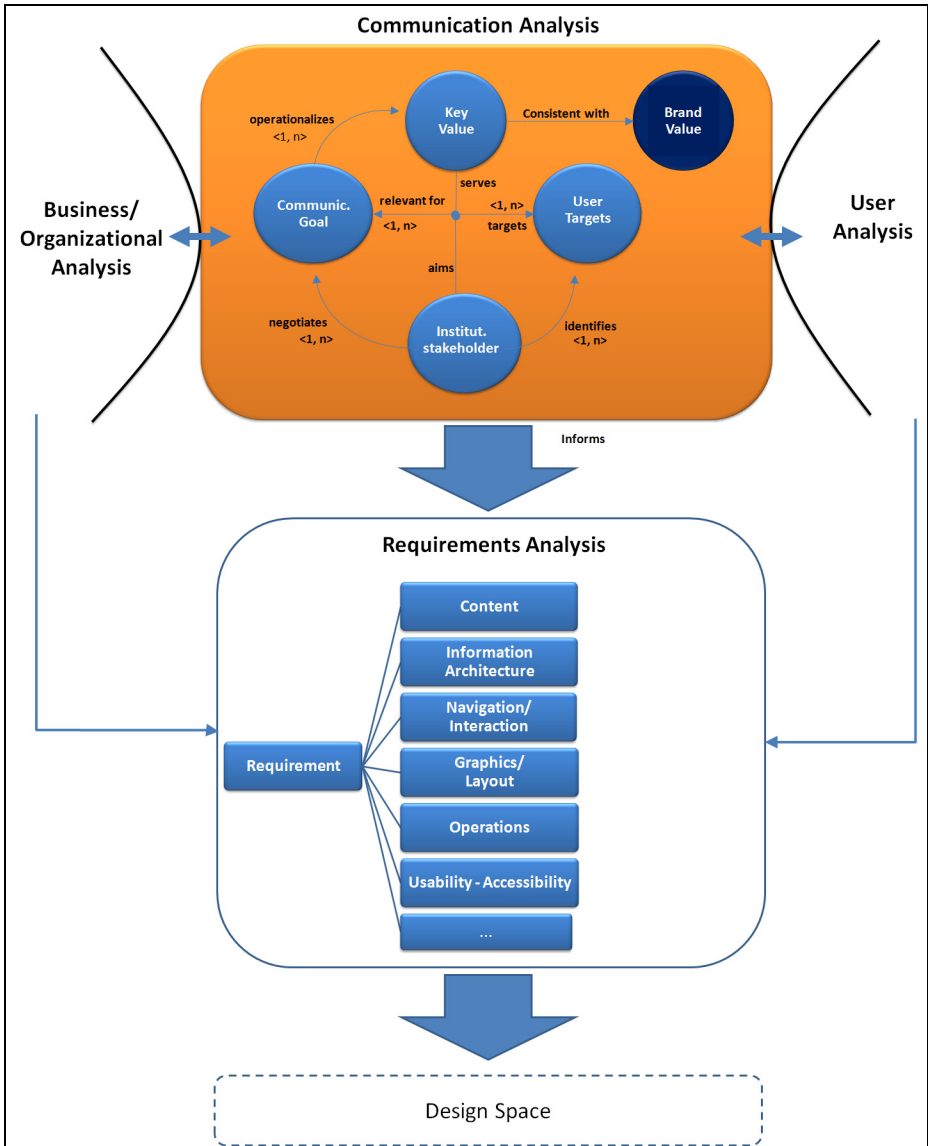 Communication Analysis
operationalizes
<1, n>
Key
Value
Consistent with
Brand
Value
serves
Communic.
Goal
relevant for
<1, n>
<1, n>
targets
User
Targets
Business/
Organizational
Analysis
User
Analysis
aims
negotiates
<1, n>
Institut.
stakeholder
identifies
<1, n>
Informs
Requirements Analysis
Content
Information
Architecture
Navigation/
Interaction
Requirement
Graphics/
Layout
Operations
Usability - Accessibility
...
Design Space